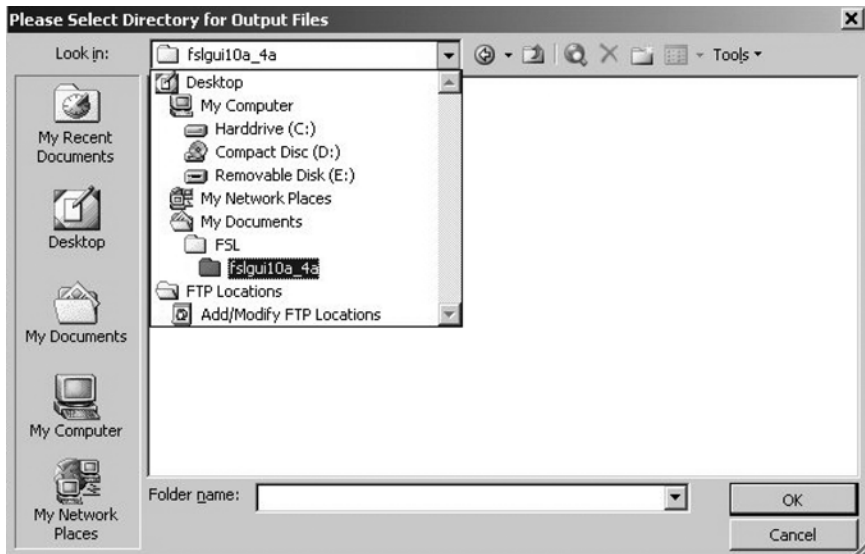 Please Select Directory for Output Files
Look in:
fslgui10a_4a
Tools
Desktop
My Computer
Harddrive (C:)
Compact Disc (D:)
Removable Disk (E:)
My Network Places
My Documents
FSL
fslgui10a_4a
FTP Locations
Add/Modify FTP Locations
My Recent
Documents
Desktop
My Documents
My Computer
My Network
Places
Folder name:
OK
Cancel